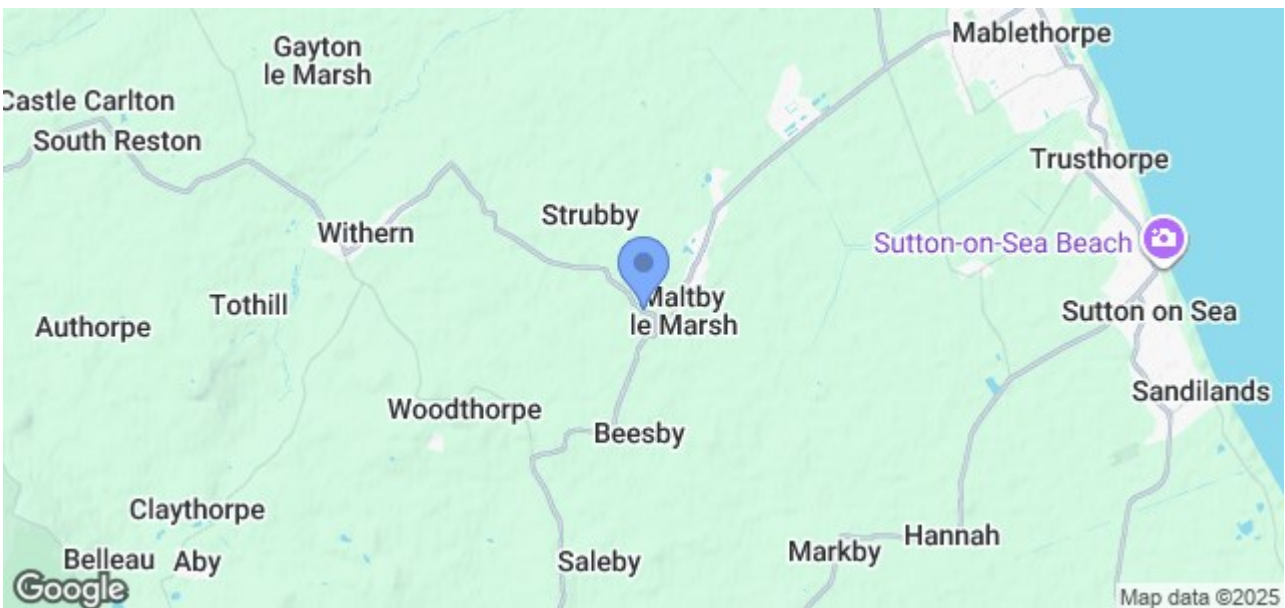 Mablethorpe
Gayton
le Marsh
Castle Carlton
South Reston
Trusthorpe
Strubby
Withern
Sutton-on-Sea Beach
Maltby
le Marsh
Tothill
Authorpe
Sutton on Sea
Sandilands
Woodthorpe
Beesby
Claythorpe
Hannah
Markby
Belleau
Aby
Saleby
Google
Map data ©2025